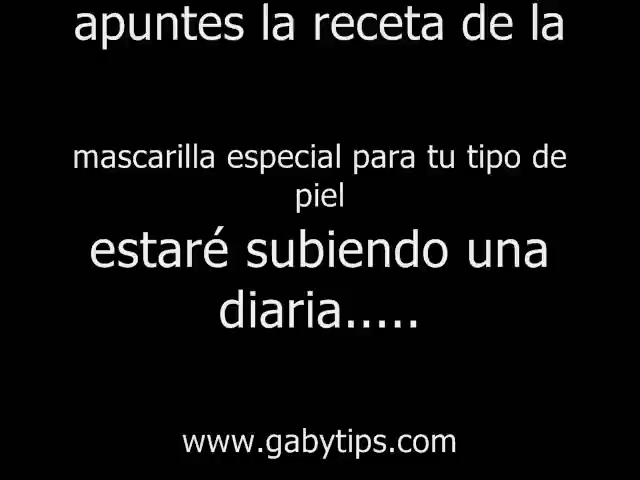 apuntes la receta de la
mascarilla especial para tu tipo de
piel
estaré subiendo una
diaria.....
www.gabytips.com